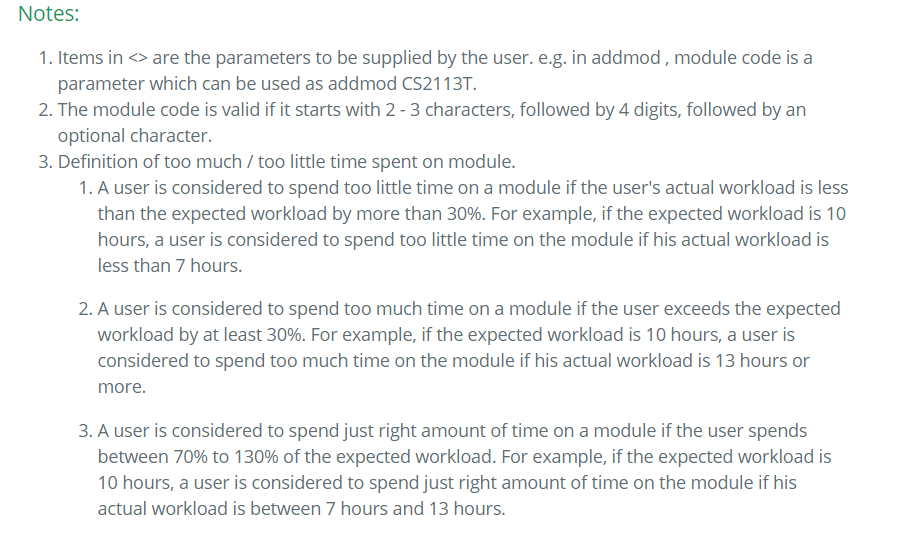 Notes:
1. Items in <> are the parameters to be supplied by the user. e.g. in addmod , module code is a
parameter which can be used as addmod CS2113T.
2. The module code is valid if it starts with 2 - 3 characters, followed by 4 digits, followed by an
optional character.
3. Definition of too much / too little time spent on module.
1. A user is considered to spend too little time on a module if the user's actual workload is less
than the expected workload by more than 30%. For example, if the expected workload is 10
hours, a user is considered to spend too little time on the module if his actual workload is
less than 7 hours.
2. A user is considered to spend too much time on a module if the user exceeds the expected
workload by at least 30%. For example, if the expected workload is 10 hours, a user is
considered to spend too much time on the module if his actual workload is 13 hours or
more.
3. A user is considered to spend just right amount of time on a module if the user spends
between 70% to 130% of the expected workload. For example, if the expected workload is
10 hours, a user is considered to spend just right amount of time on the module if his
actual workload is between 7 hours and 13 hours.